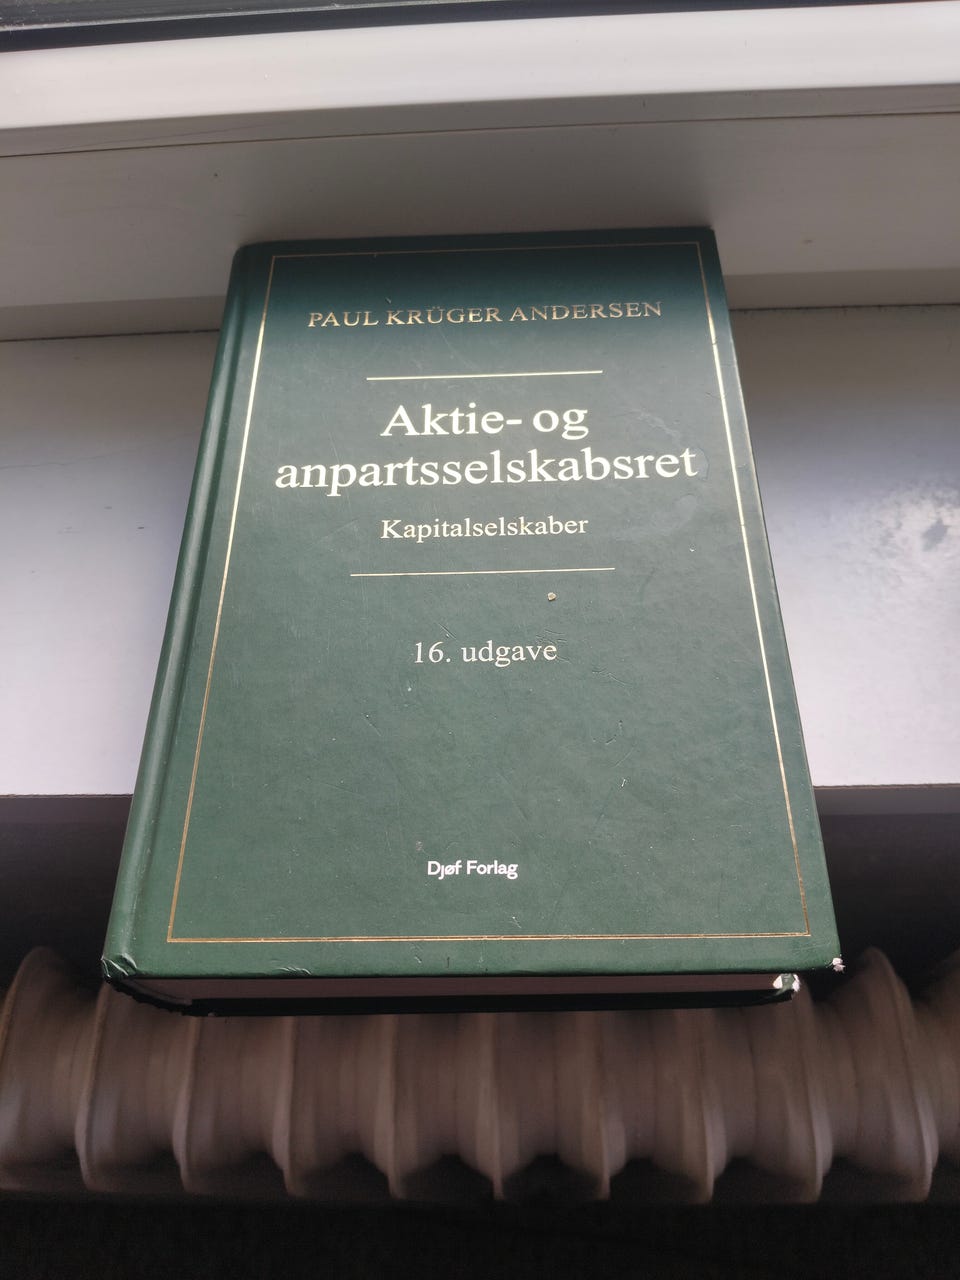 PAUL KRÜGER ANDERSEN
Aktie- og
anpartsselskabsret
Kapitalselskaber
16. udgave
Djøf Forlag